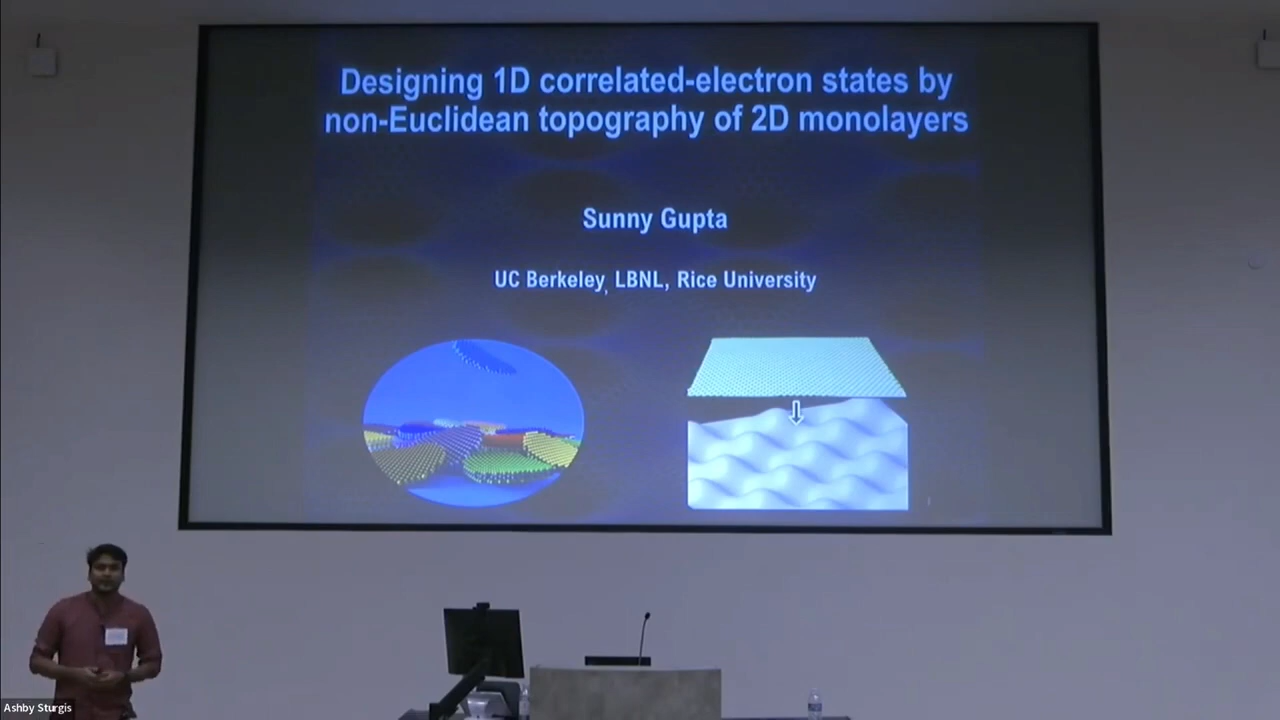 Designing 1D correlated-electron states by
non-Euclidean topography of 2D monolayers
Sunny Gupta
UC Berkeley, LBNL, Rice University
Ashby Sturgis